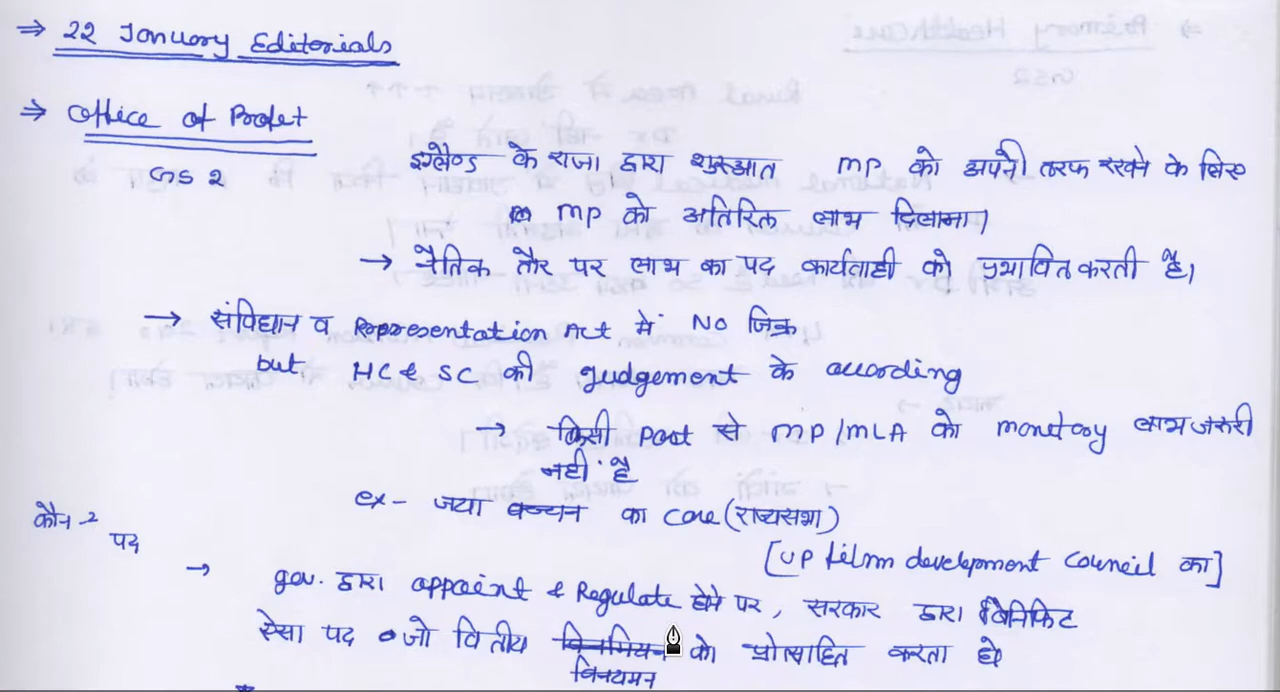 ⇒ 22 January Editorials
⇒ Office of Profet
GS 2
इंग्लैण्ड के राजा द्वारा शुरुआत MP को अपनी तरफ रखने के लिए
MP को अतिरिक्त लाभ दिलाना।
→ नैतिक तौर पर लाभ का पद कार्यवाही को प्रभावित करती है।
→ संविधान व Representation Act में No जिक्र
but HC & SC की Judgement के according
→ किसी Post से MP/MLA को monetory लाभ जरुरी
नही है
ex- जया बच्चन का Case (राज्यसभा)
[UP film development Council का]
कौन-2
पद
→ gov. द्वारा appoint & Regulate होने पर, सरकार द्वारा बेनिफिट
ऐसा पद जो वित्तीय विनियमन को प्रोत्साहित करता हो